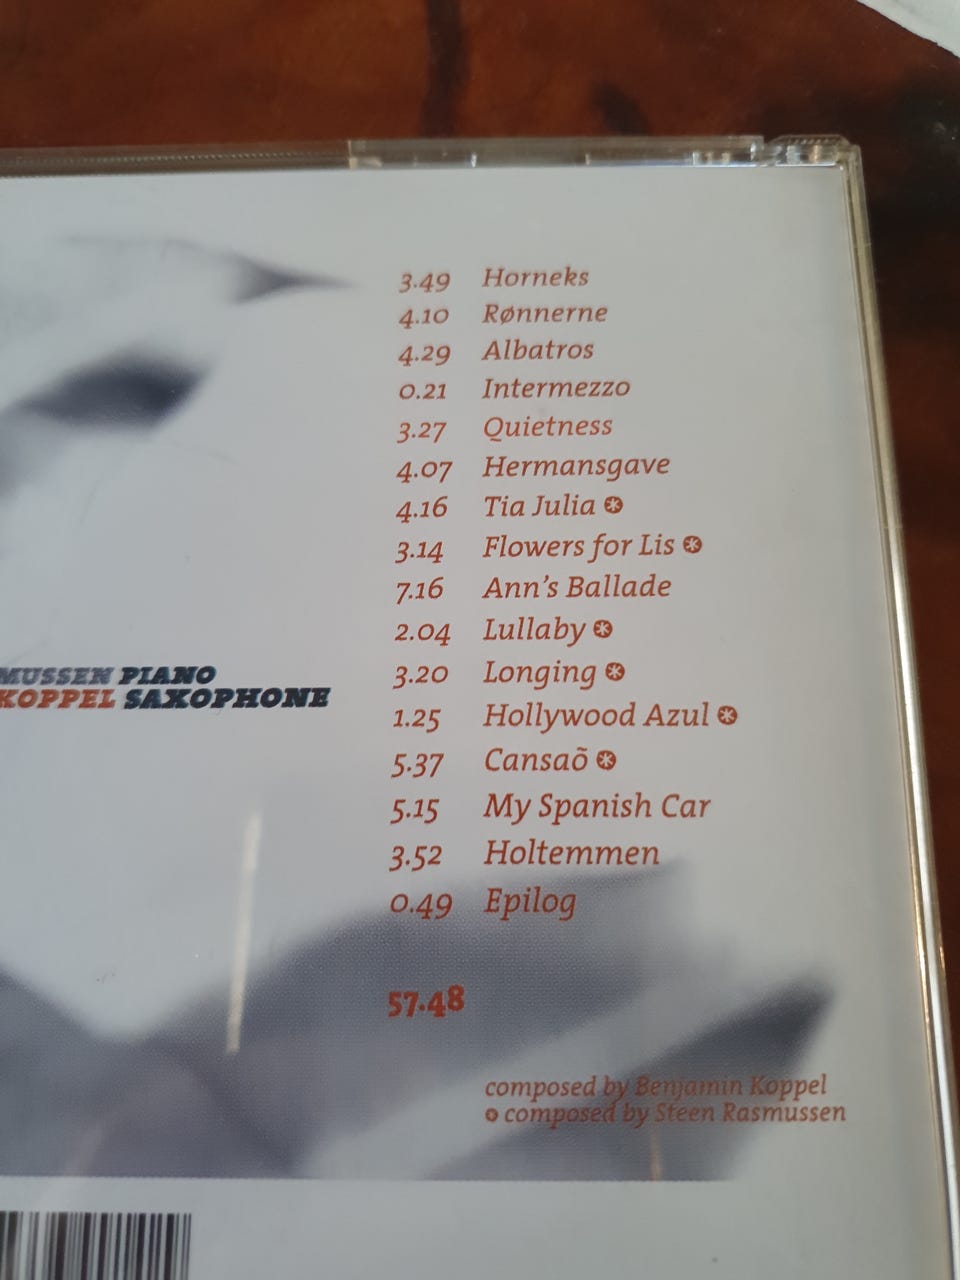 3.49 Horneks
4.10 Rønnerne
4.29 Albatros
0.21 Intermezzo
3.27 Quietness
4.07 Hermansgave
4.16 Tia Julia ✻
3.14 Flowers for Lis ✻
7.16 Ann's Ballade
2.04 Lullaby ✻
3.20 Longing ✻
1.25 Hollywood Azul ✻
5.37 Cansaõ ✻
5.15 My Spanish Car
3.52 Holtemmen
0.49 Epilog
57.48
MUSSEN PIANO
KOPPEL SAXOPHONE
composed by Benjamin Koppel
✻ composed by Steen Rasmussen